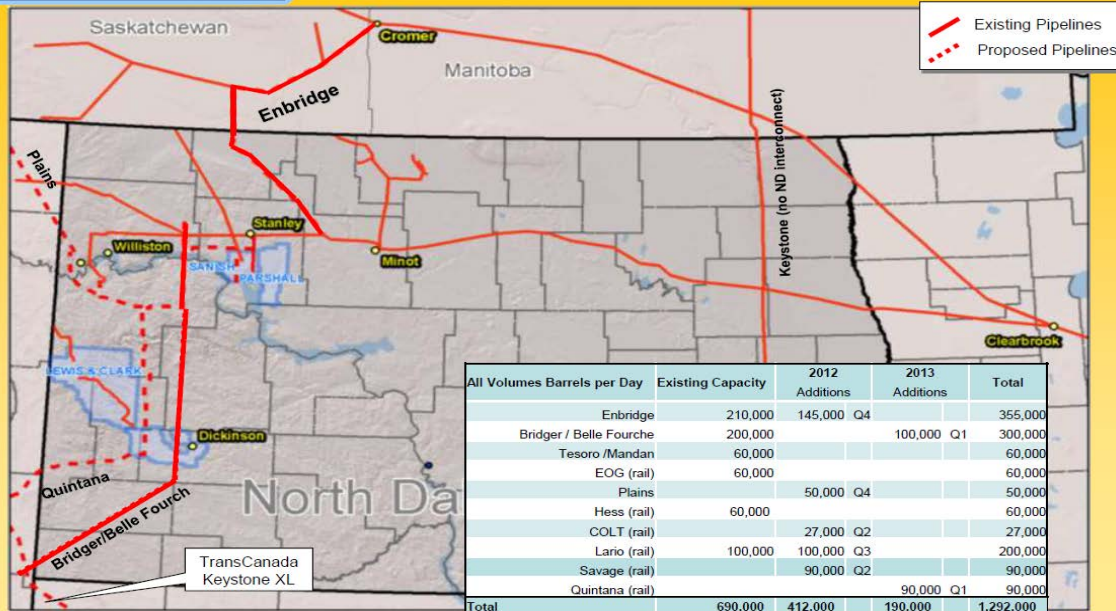 Existing Pipelines
Proposed Pipelines
Saskatchewan
Cromer
Manitoba
Enbridge
Plains
Stanley
Williston
Minot
SANISH
PARSHALL
Keystone (no ND interconnect)
Clearbrook
LEWIS & CLARK
Dickinson
Quintana
North Da
Bridger/Belle Fourch
TransCanada
Keystone XL
All Volumes Barrels per Day Existing Capacity 2012 Additions 2013 Additions Total
Enbridge 210,000 145,000 Q4 355,000
Bridger / Belle Fourche 200,000 100,000 Q1 300,000
Tesoro /Mandan 60,000 60,000
EOG (rail) 60,000 60,000
Plains 50,000 Q4 50,000
Hess (rail) 60,000 60,000
COLT (rail) 27,000 Q2 27,000
Lario (rail) 100,000 100,000 Q3 200,000
Savage (rail) 90,000 Q2 90,000
Quintana (rail) 90,000 Q1 90,000
Total 690,000 412,000 190,000 1,292,000